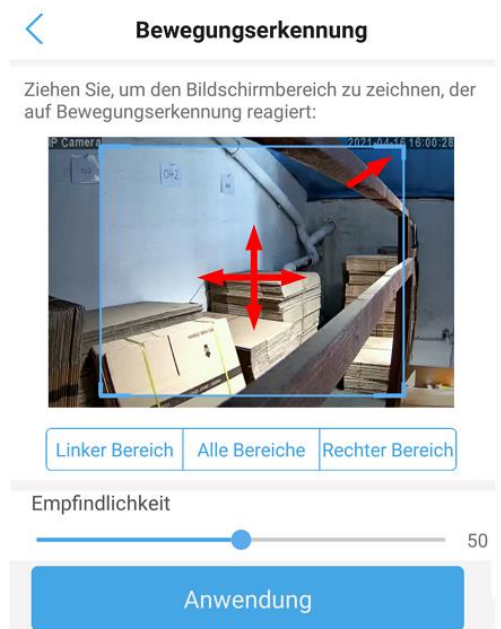 Bewegungserkennung
Ziehen Sie, um den Bildschirmbereich zu zeichnen, der
auf Bewegungserkennung reagiert:
IP Camera 2021-04-16 16:00:28
042
Linker Bereich Alle Bereiche Rechter Bereich
Empfindlichkeit
50
Anwendung